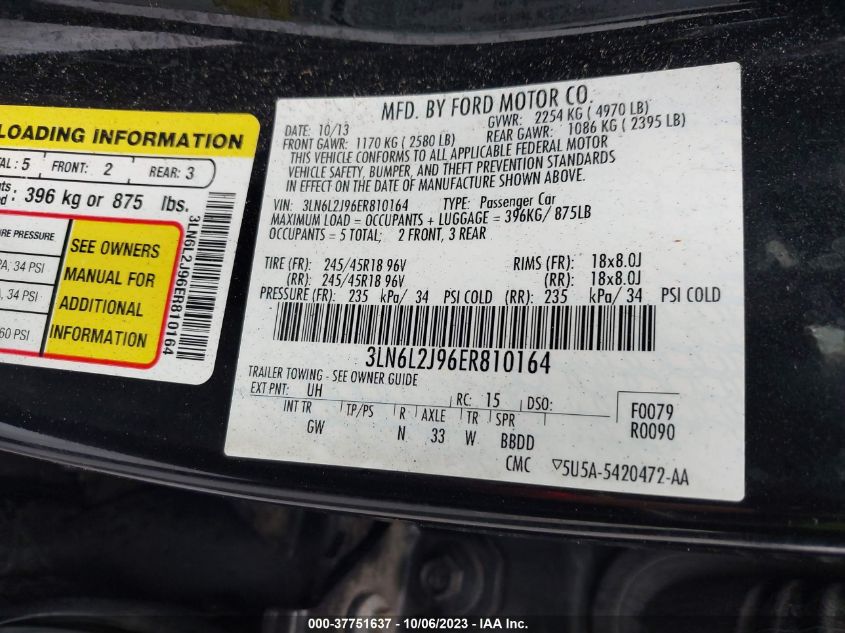 LOADING INFORMATION
TAL: 5 FRONT: 2 REAR: 3
396 kg or 875 lbs.
PRESSURE
34 PSI
34 PSI
60 PSI
SEE OWNERS
MANUAL FOR
ADDITIONAL
INFORMATION
3LN6L2J96ER810164
MFD. BY FORD MOTOR CO.
DATE: 10/13 GVWR: 2254 KG ( 4970 LB)
FRONT GAWR: 1170 KG ( 2580 LB) REAR GAWR: 1086 KG ( 2395 LB)
THIS VEHICLE CONFORMS TO ALL APPLICABLE FEDERAL MOTOR
VEHICLE SAFETY, BUMPER, AND THEFT PREVENTION STANDARDS
IN EFFECT ON THE DATE OF MANUFACTURE SHOWN ABOVE.
VIN: 3LN6L2J96ER810164 TYPE: Passenger Car
MAXIMUM LOAD = OCCUPANTS + LUGGAGE = 396KG/ 875LB
OCCUPANTS = 5 TOTAL; 2 FRONT, 3 REAR
TIRE (FR): 245/45R18 96V RIMS (FR): 18x8.0J
(RR): 245/45R18 96V (RR): 18x8.0J
PRESSURE (FR): 235 kPa/ 34 PSI COLD (RR): 235 kPa/ 34 PSI COLD
3LN6L2J96ER810164
TRAILER TOWING - SEE OWNER GUIDE
EXT PNT: UH RC: 15 DSO:
INT TR TP/PS R AXLE TR SPR
GW N 33 W BBDD
F0079
R0090
CMC ▽5U5A-5420472-AA
000-37751637 - 10/06/2023 - IAA Inc.